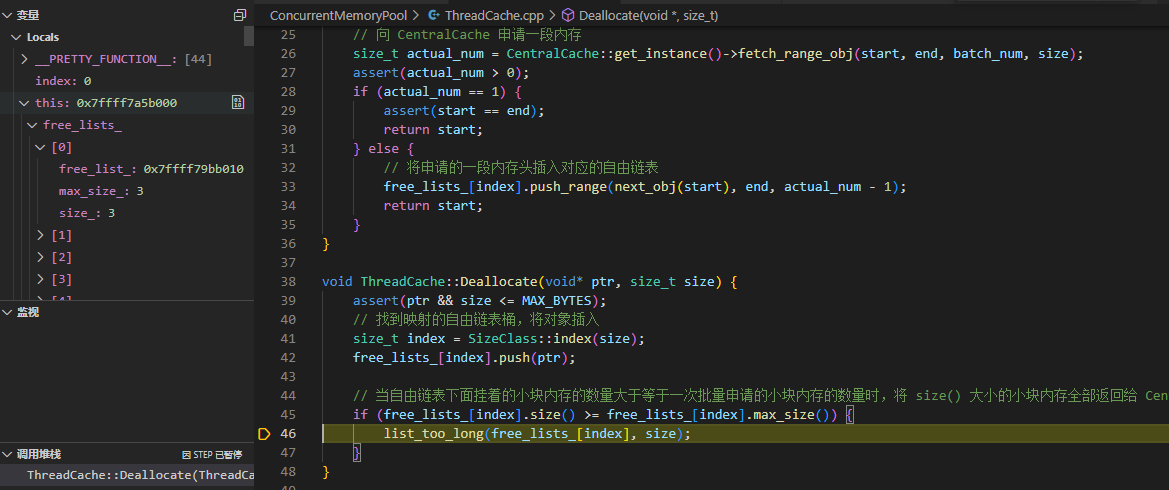 变量
Locals
__PRETTY_FUNCTION__: [44]
index: 0
this: 0x7ffff7a5b000
free_lists_
[0]
free_list_: 0x7ffff79bb010
max_size_: 3
size_: 3
[1]
[2]
[3]
监视
调用堆栈
因 STEP 已暂停
ThreadCache::Deallocate(ThreadCa
ConcurrentMemoryPool > ThreadCache.cpp > Deallocate(void *, size_t)
25 // 向 CentralCache 申请一段内存
26 size_t actual_num = CentralCache::get_instance()->fetch_range_obj(start, end, batch_num, size);
27 assert(actual_num > 0);
28 if (actual_num == 1) {
29 assert(start == end);
30 return start;
31 } else {
32 // 将申请的一段内存头插入对应的自由链表
33 free_lists_[index].push_range(next_obj(start), end, actual_num - 1);
34 return start;
35 }
36 }
37
38 void ThreadCache::Deallocate(void* ptr, size_t size) {
39 assert(ptr && size <= MAX_BYTES);
40 // 找到映射的自由链表桶，将对象插入
41 size_t index = SizeClass::index(size);
42 free_lists_[index].push(ptr);
43
44 // 当自由链表下面挂着的小块内存的数量大于等于一次批量申请的小块内存的数量时，将 size() 大小的小块内存全部返回给 Cen
45 if (free_lists_[index].size() >= free_lists_[index].max_size()) {
46 list_too_long(free_lists_[index], size);
47 }
48 }